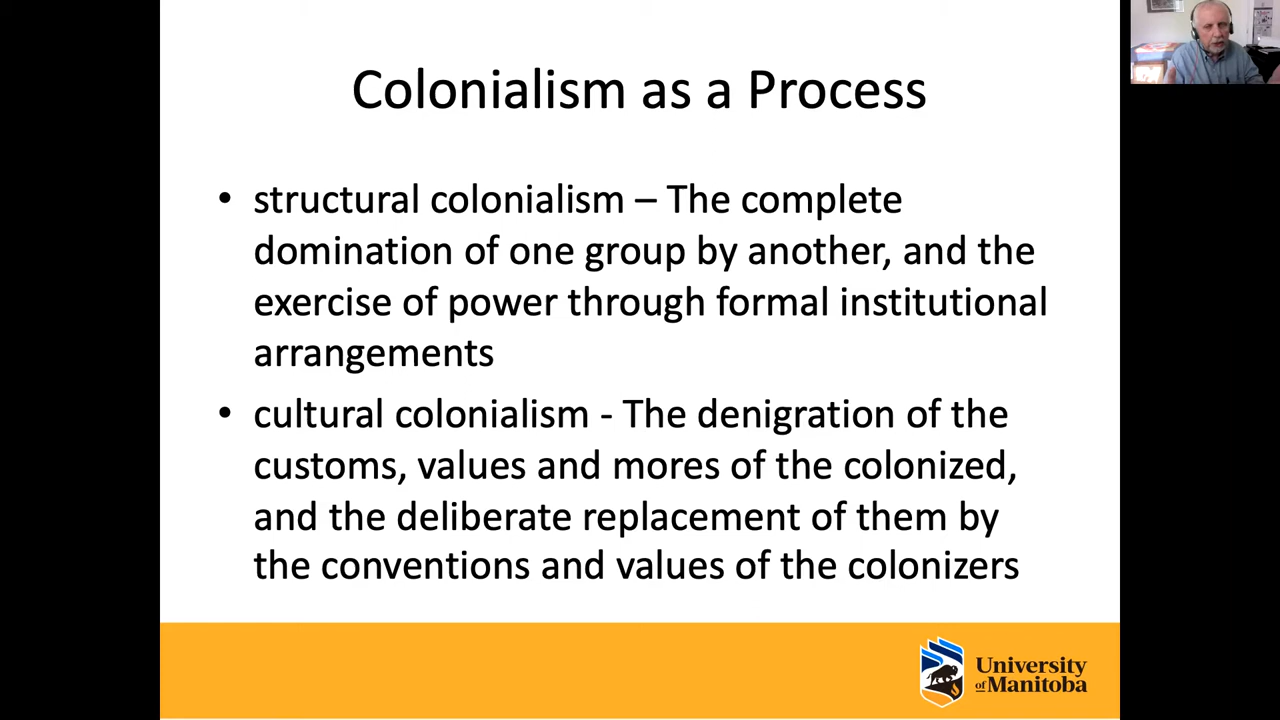 Colonialism as a Process
• structural colonialism – The complete
domination of one group by another, and the
exercise of power through formal institutional
arrangements
• cultural colonialism - The denigration of the
customs, values and mores of the colonized,
and the deliberate replacement of them by
the conventions and values of the colonizers
University
of Manitoba